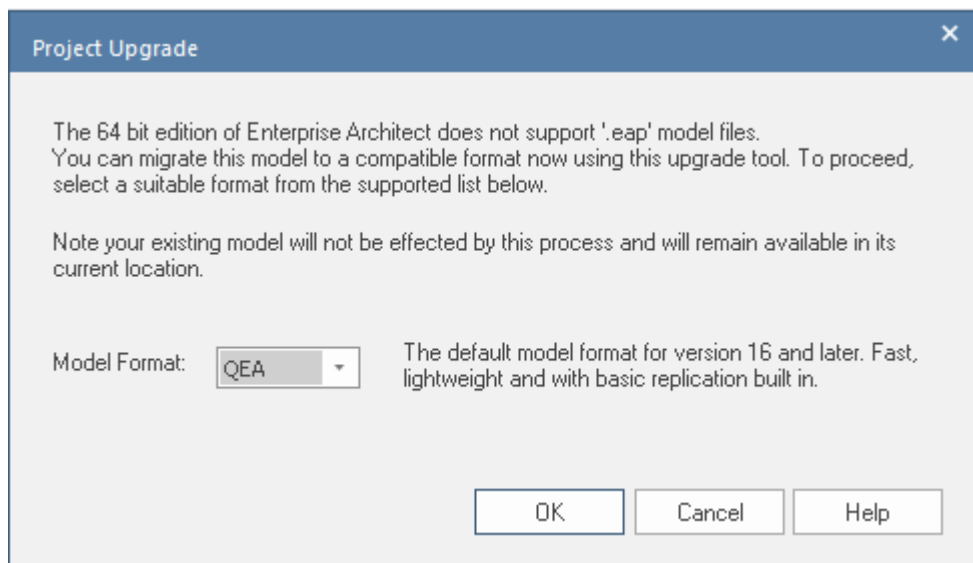 Project Upgrade
The 64 bit edition of Enterprise Architect does not support '.eap' model files.
You can migrate this model to a compatible format now using this upgrade tool. To proceed,
select a suitable format from the supported list below.
Note your existing model will not be effected by this process and will remain available in its
current location.
Model Format:
QEA
The default model format for version 16 and later. Fast,
lightweight and with basic replication built in.
OK
Cancel
Help